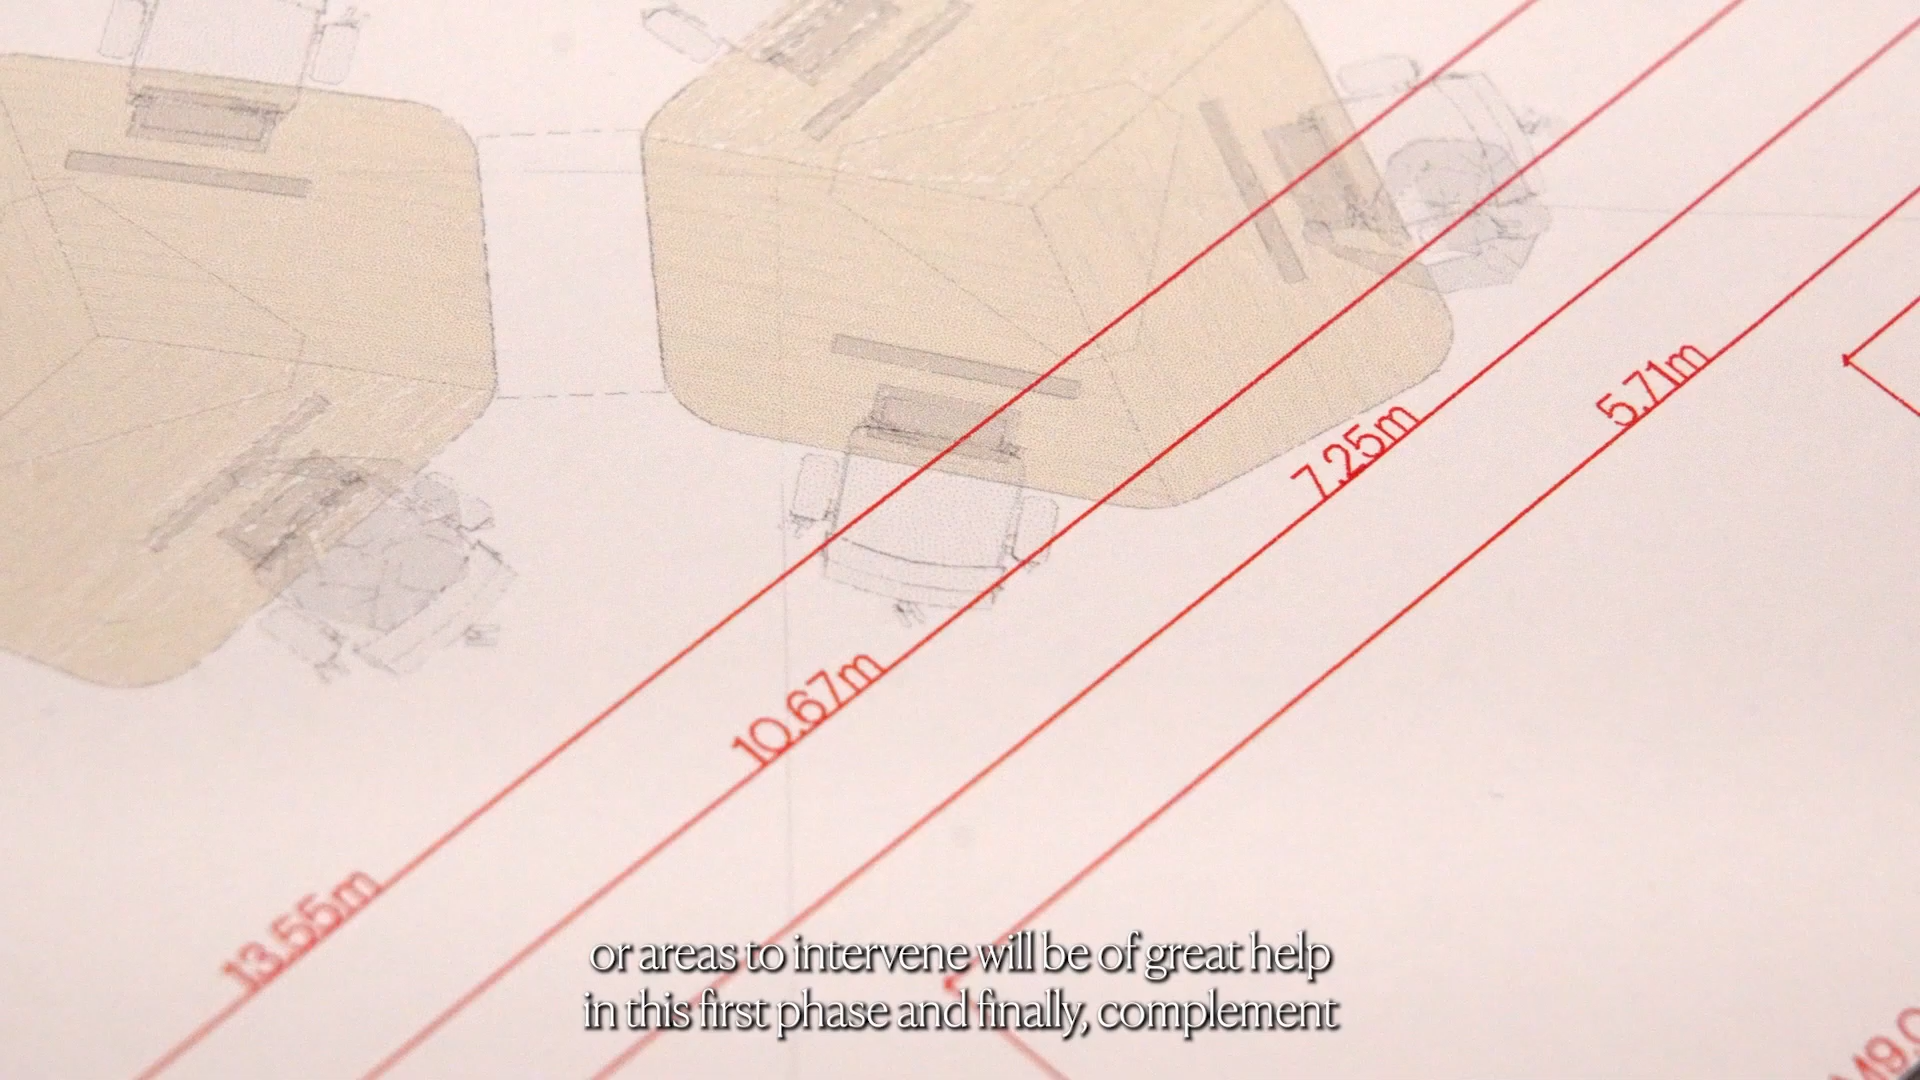 5.71m
7.25m
10.67m
13.55m
or areas to intervene will be of great help
in this first phase and finally, complement